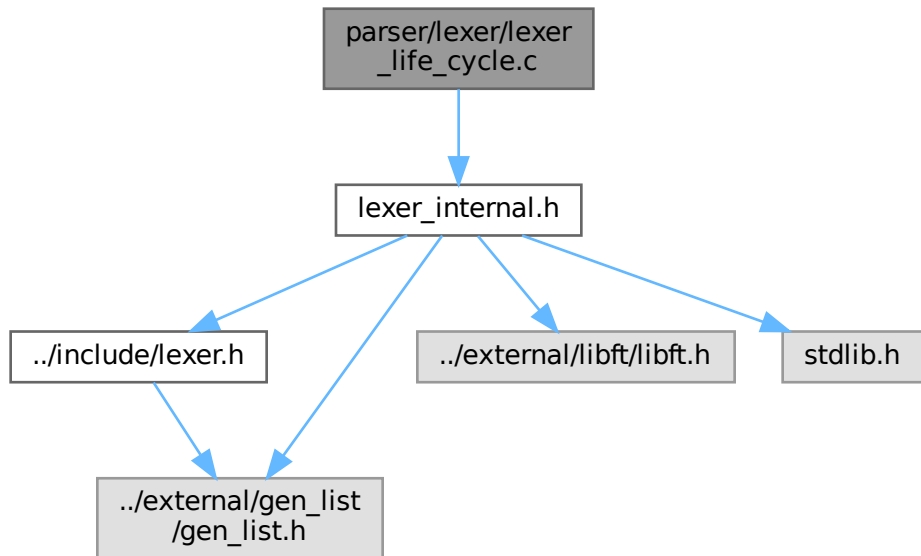 parser/lexer/lexer
_life_cycle.c
lexer_internal.h
../include/lexer.h
../external/libft/libft.h
stdlib.h
../external/gen_list
/gen_list.h